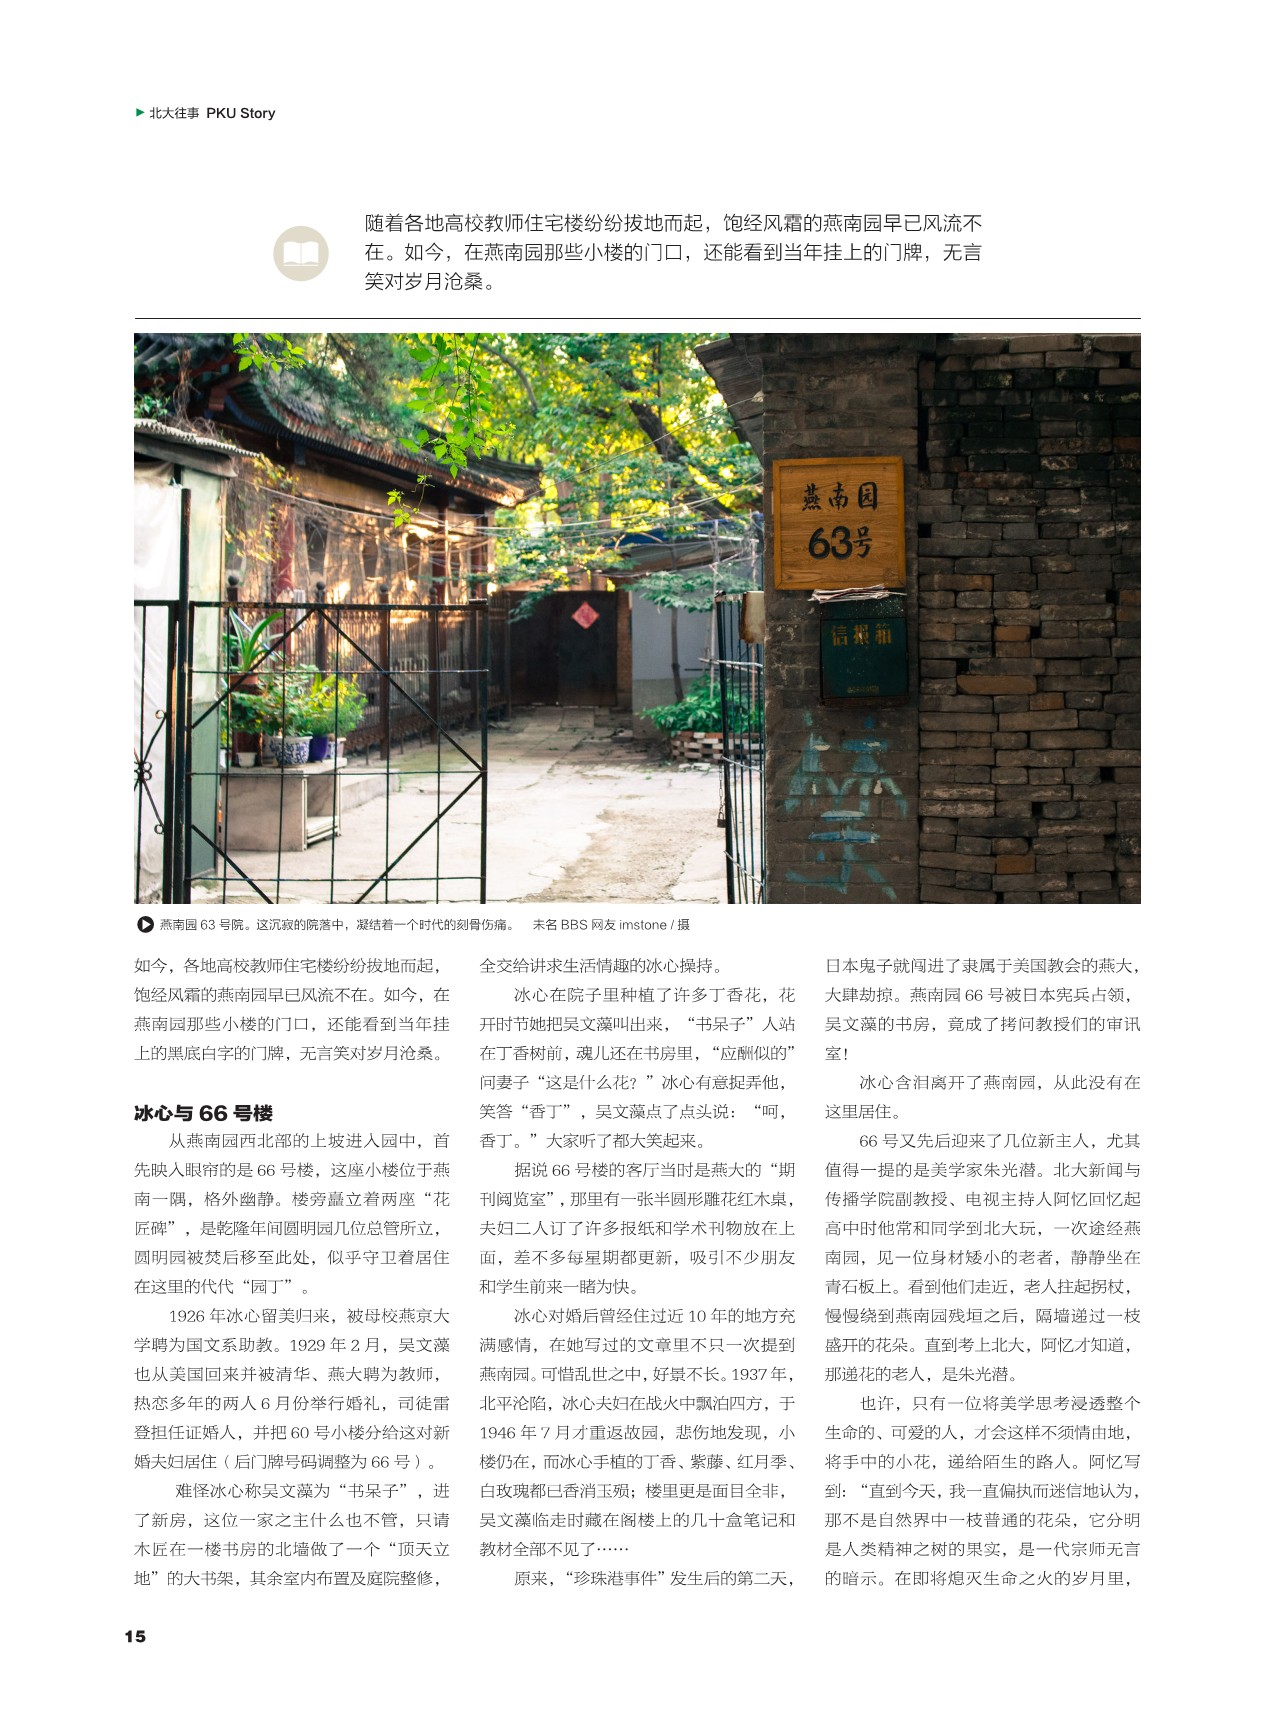 北大往事 PKU Story
随着各地高校教师住宅楼纷纷拔地而起，饱经风霜的燕南园早已风流不
在。如今，在燕南园那些小楼的门口，还能看到当年挂上的门牌，无言
笑对岁月沧桑。
燕南园
63号
信报箱
燕南园 63 号院。这沉寂的院落中，凝结着一个时代的刻骨伤痛。 未名 BBS 网友 imstone / 摄
如今，各地高校教师住宅楼纷纷拔地而起，
饱经风霜的燕南园早已风流不在。如今，在
燕南园那些小楼的门口，还能看到当年挂
上的黑底白字的门牌，无言笑对岁月沧桑。
冰心与 66 号楼
从燕南园西北部的上坡进入园中，首
先映入眼帘的是 66 号楼，这座小楼位于燕
南一隅，格外幽静。楼旁矗立着两座“花
匠碑”，是乾隆年间圆明园几位总管所立，
圆明园被焚后移至此处，似乎守卫着居住
在这里的代代“园丁”。
1926 年冰心留美归来，被母校燕京大
学聘为国文系助教。1929 年 2 月，吴文藻
也从美国回来并被清华、燕大聘为教师，
热恋多年的两人 6 月份举行婚礼，司徒雷
登担任证婚人，并把 60 号小楼分给这对新
婚夫妇居住（后门牌号码调整为 66 号）。
难怪冰心称吴文藻为“书呆子”，进
了新房，这位一家之主什么也不管，只请
木匠在一楼书房的北墙做了一个“顶天立
地”的大书架，其余室内布置及庭院整修，
全交给讲求生活情趣的冰心操持。
冰心在院子里种植了许多丁香花，花
开时节她把吴文藻叫出来，“书呆子”人站
在丁香树前，魂儿还在书房里，“应酬似的”
问妻子“这是什么花？”冰心有意捉弄他，
笑答“香丁”，吴文藻点了点头说：“呵，
香丁。”大家听了都大笑起来。
据说 66 号楼的客厅当时是燕大的“期
刊阅览室”，那里有一张半圆形雕花红木桌，
夫妇二人订了许多报纸和学术刊物放在上
面，差不多每星期都更新，吸引不少朋友
和学生前来一睹为快。
冰心对婚后曾经住过近 10 年的地方充
满感情，在她写过的文章里不只一次提到
燕南园。可惜乱世之中，好景不长。1937 年，
北平沦陷，冰心夫妇在战火中飘泊四方，于
1946 年 7 月才重返故园，悲伤地发现，小
楼仍在，而冰心手植的丁香、紫藤、红月季、
白玫瑰都已香消玉殒；楼里更是面目全非，
吴文藻临走时藏在阁楼上的几十盒笔记和
教材全部不见了……
原来，“珍珠港事件”发生后的第二天，
日本鬼子就闯进了隶属于美国教会的燕大，
大肆劫掠。燕南园 66 号被日本宪兵占领，
吴文藻的书房，竟成了拷问教授们的审讯
室！
冰心含泪离开了燕南园，从此没有在
这里居住。
66 号又先后迎来了几位新主人，尤其
值得一提的是美学家朱光潜。北大新闻与
传播学院副教授、电视主持人阿忆回忆起
高中时他常和同学到北大玩，一次途经燕
南园，见一位身材矮小的老者，静静坐在
青石板上。看到他们走近，老人拄起拐杖，
慢慢绕到燕南园残垣之后，隔墙递过一枝
盛开的花朵。直到考上北大，阿忆才知道，
那递花的老人，是朱光潜。
也许，只有一位将美学思考浸透整个
生命的、可爱的人，才会这样不须情由地，
将手中的小花，递给陌生的路人。阿忆写
到：“直到今天，我一直偏执而迷信地认为，
那不是自然界中一枝普通的花朵，它分明
是人类精神之树的果实，是一代宗师无言
的暗示。在即将熄灭生命之火的岁月里，
15